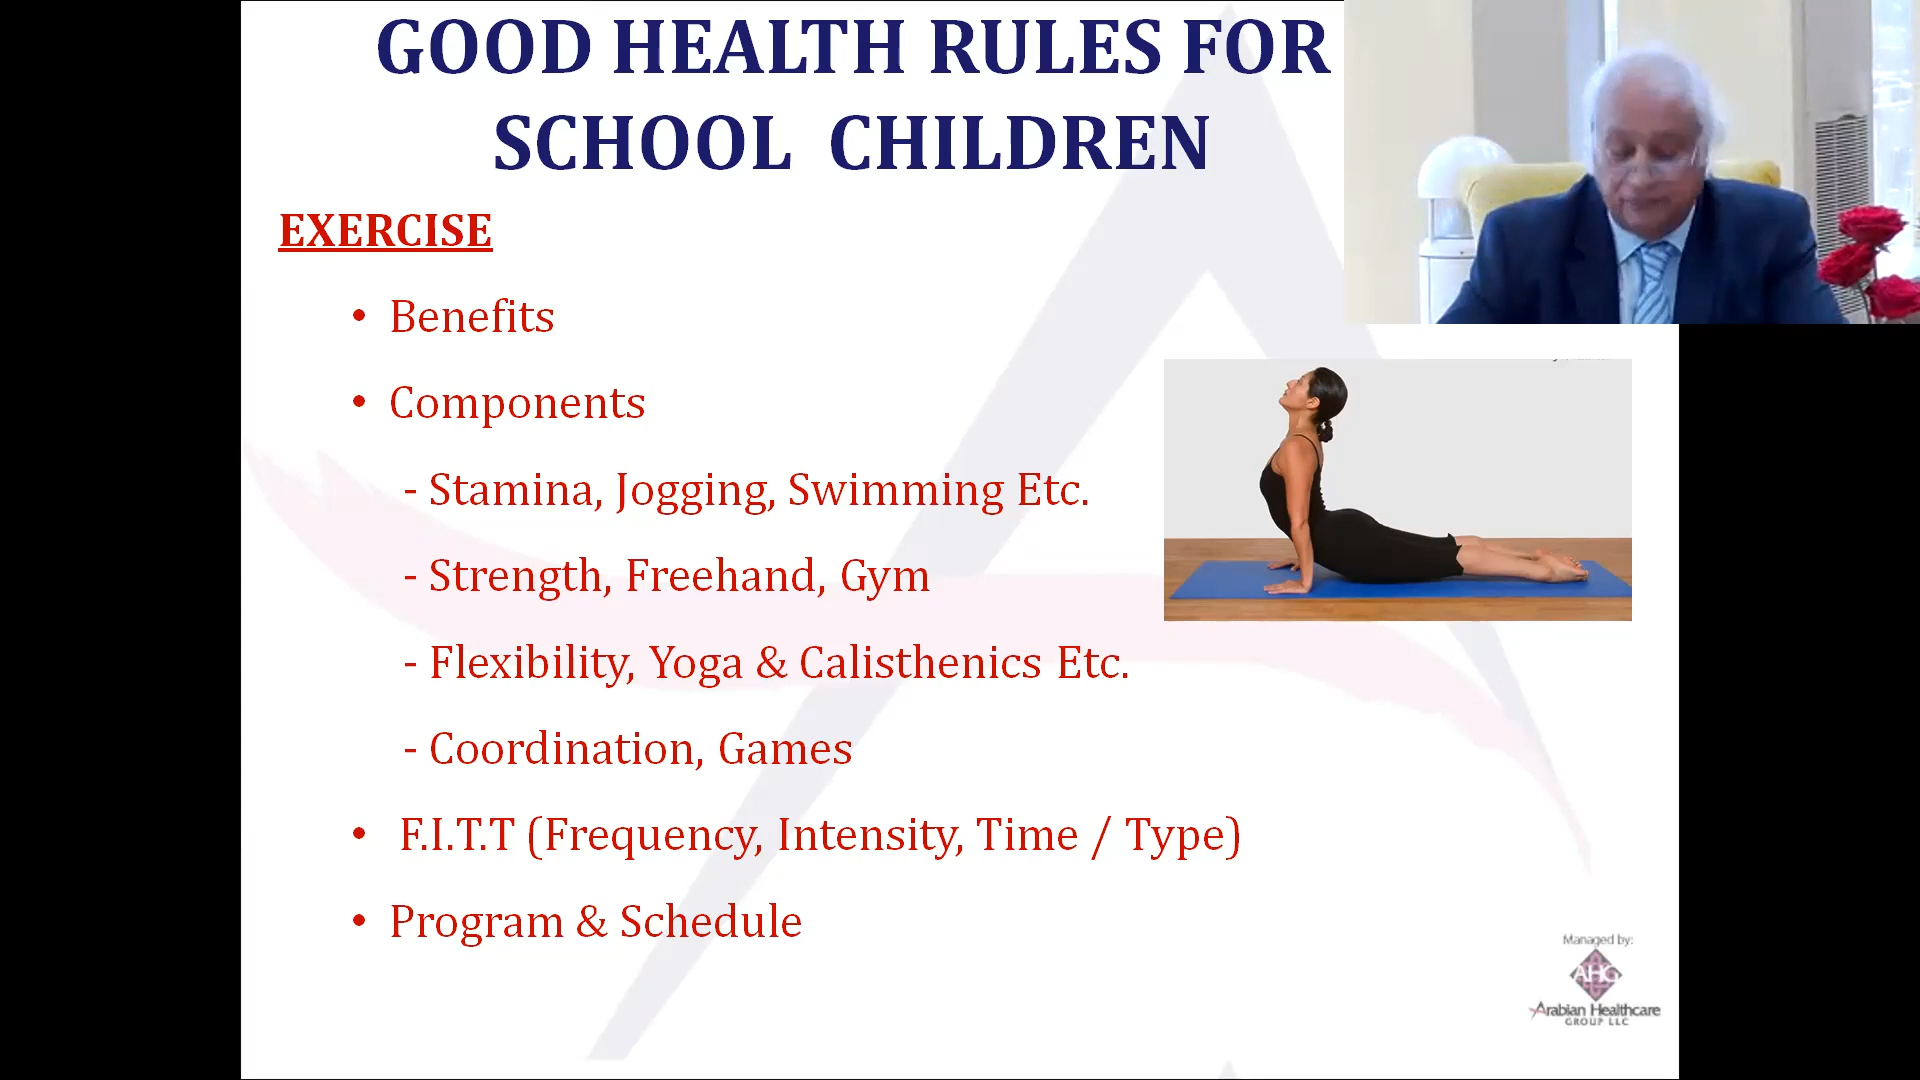 GOOD HEALTH RULES FOR
SCHOOL CHILDREN
EXERCISE
• Benefits
• Components
- Stamina, Jogging, Swimming Etc.
- Strength, Freehand, Gym
- Flexibility, Yoga & Calisthenics Etc.
- Coordination, Games
• F.I.T.T (Frequency, Intensity, Time / Type)
• Program & Schedule
Managed by:
AHG
Arabian Healthcare
GROUP LLC